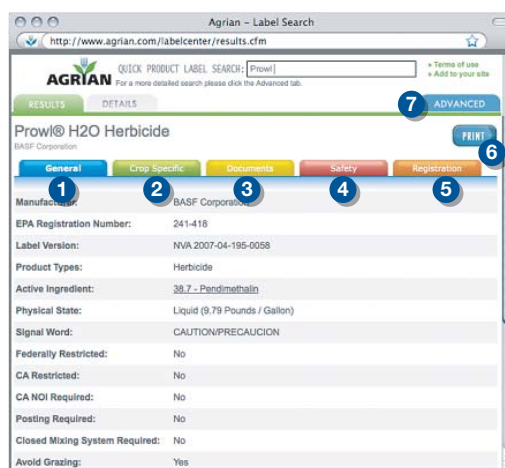 Agrian – Label Search
http://www.agrian.com/labelcenter/results.cfm
AGRIAN
QUICK PRODUCT LABEL SEARCH: Prowl
For a more detailed search please click the Advanced tab.
» Terms of use
» Add to your site
RESULTS DETAILS 7 ADVANCED
Prowl® H2O Herbicide
BASF Corporation
PRINT
6
General Crop Specific Documents Safety Registration
1 2 3 4 5
Manufacturer: BASF Corporation
EPA Registration Number: 241-418
Label Version: NVA 2007-04-195-0058
Product Types: Herbicide
Active Ingredient: 38.7 - Pendimethalin
Physical State: Liquid (9.79 Pounds / Gallon)
Signal Word: CAUTION/PRECAUCION
Federally Restricted: No
CA Restricted: No
CA NOI Required: No
Posting Required: No
Closed Mixing System Required: No
Avoid Grazing: Yes